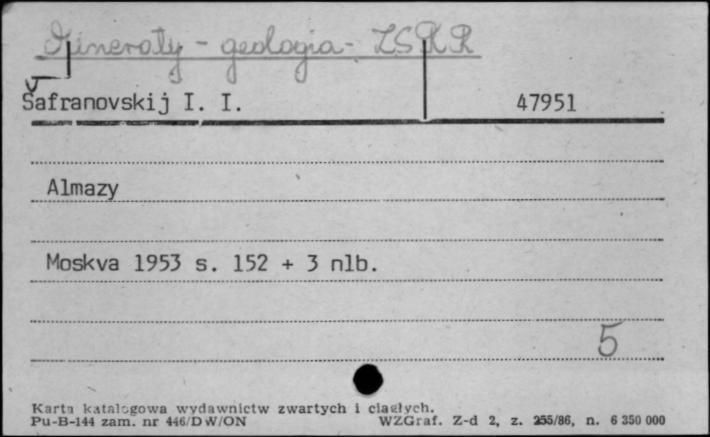 Minerały - geologia - ZSRR
Šafranovskij I. I. 47951
Almazy
Moskva 1953 s. 152 + 3 nlb.
5
Karta katalogowa wydawnictw zwartych i ciągłych.
Pu-B-144 zam. nr 446/DW/ON WZGraf. Z-d 2, z. 255/86, n. 6 350 000